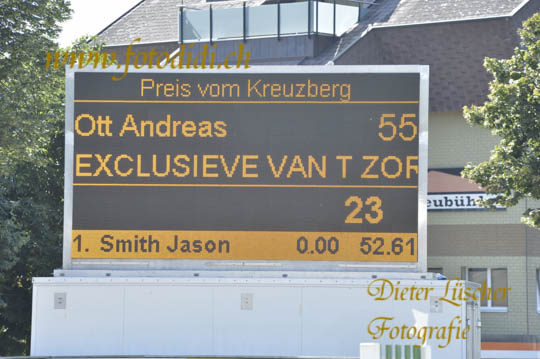 www.fotodidi.ch
Preis vom Kreuzberg
Ott Andreas 55
EXCLUSIEVE VAN T ZOR
23
1. Smith Jason 0.00 52.61
Dieter Lüscher
Fotografie